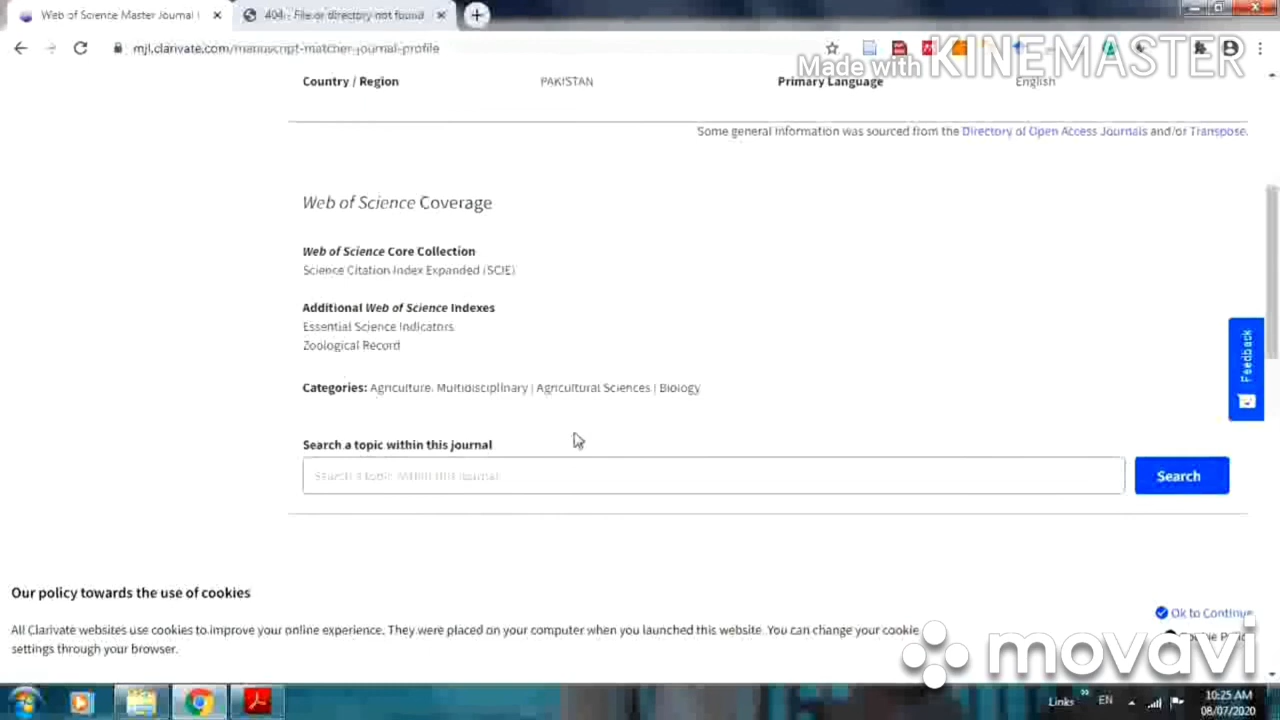 Web of Science Master Journal
404 - File or directory not found
mjl.clarivate.com/manuscript-matcher-journal-profile
Made with KINEMASTER
Country / Region PAKISTAN Primary Language English
Some general information was sourced from the Directory of Open Access Journals and/or Transpose.
Web of Science Coverage
Web of Science Core Collection
Science Citation Index Expanded (SCIE)
Additional Web of Science Indexes
Essential Science Indicators
Zoological Record
Categories: Agriculture, Multidisciplinary | Agricultural Sciences | Biology
Feedback
Search a topic within this journal
Search a topic within this journal
Search
Our policy towards the use of cookies
Ok to Continue
All Clarivate websites use cookies to improve your online experience. They were placed on your computer when you launched this website. You can change your cookie
settings through your browser.
movavi
Links
EN
10:25 AM
08/07/2020